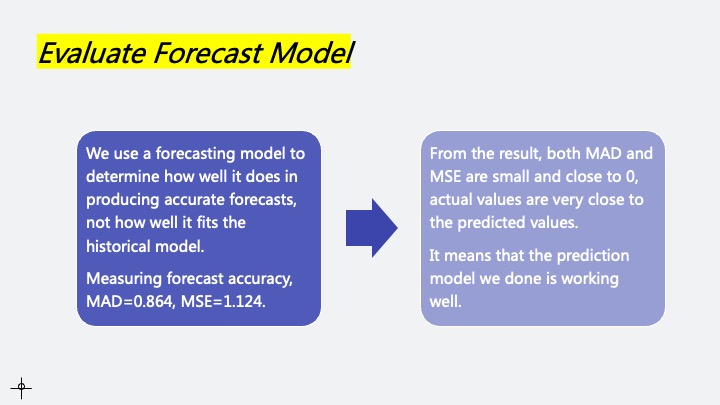 Evaluate Forecast Model
We use a forecasting model to
determine how well it does in
producing accurate forecasts,
not how well it fits the
historical model.
Measuring forecast accuracy,
MAD=0.864, MSE=1.124.
From the result, both MAD and
MSE are small and close to 0,
actual values are very close to
the predicted values.
It means that the prediction
model we done is working
well.